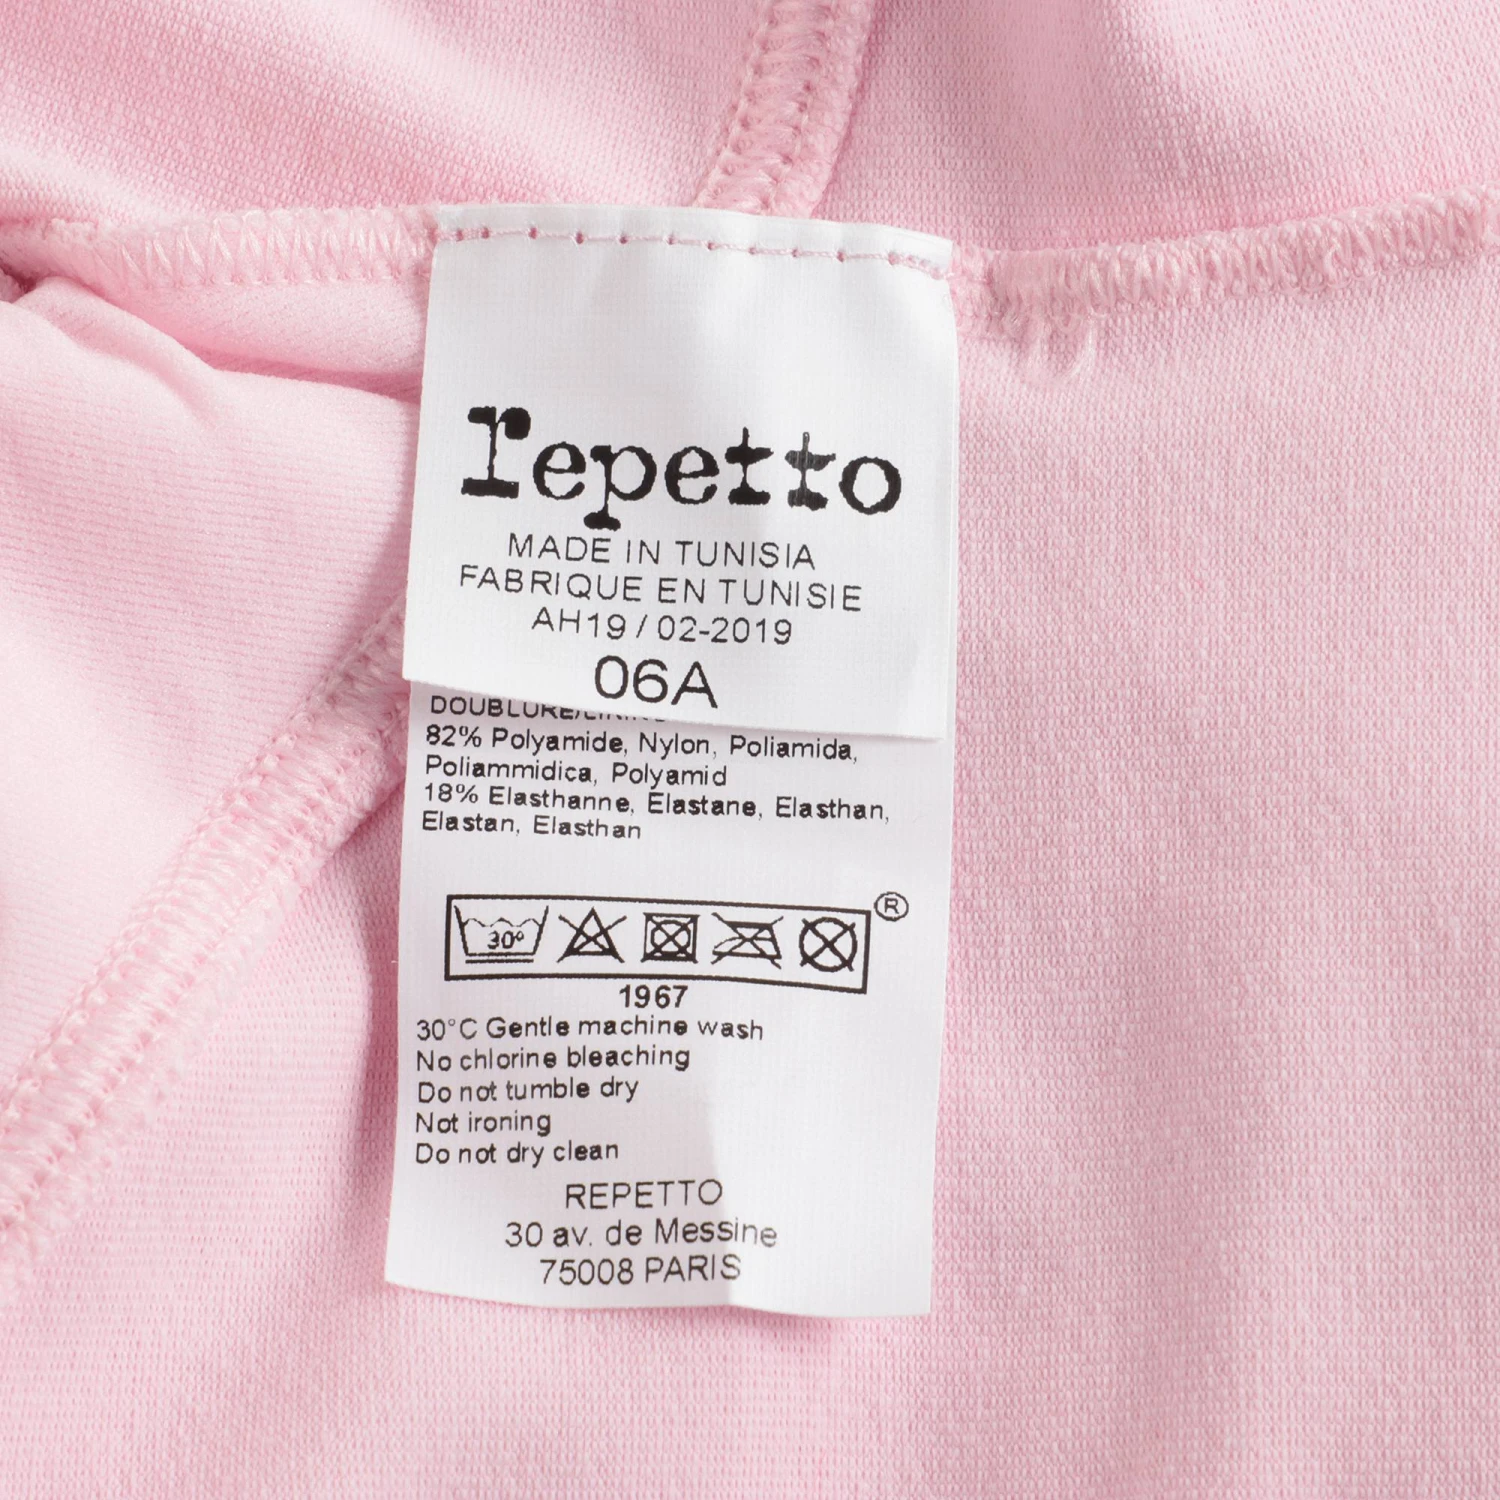 repetto
MADE IN TUNISIA
FABRIQUE EN TUNISIE
AH19 / 02-2019
06A
82% Polyamide, Nylon, Poliamida,
Poliammidica, Polyamid
18% Elasthanne, Elastane, Elasthan,
Elastan, Elasthan
30° ®
1967
30°C Gentle machine wash
No chlorine bleaching
Do not tumble dry
Not ironing
Do not dry clean
REPETTO
30 av. de Messine
75008 PARIS